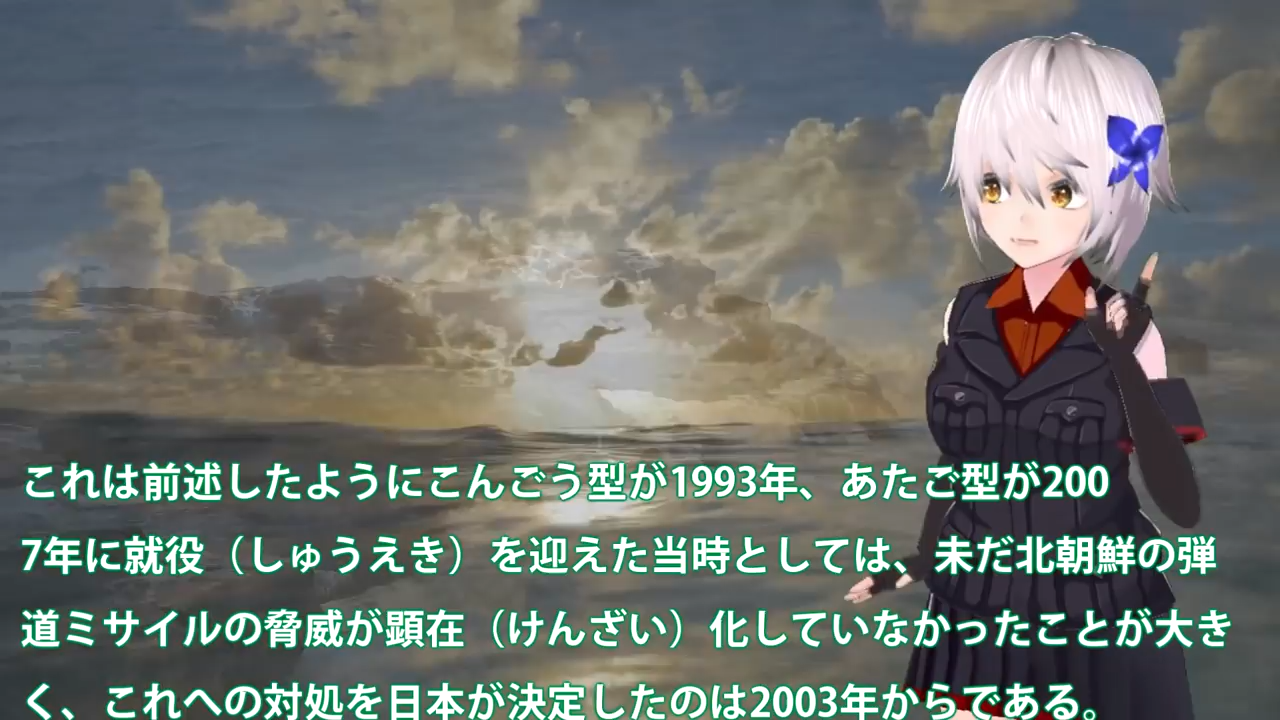 これは前述したようにこんごう型が1993年、あたご型が200
7年に就役（しゅうえき）を迎えた当時としては、未だ北朝鮮の弾
道ミサイルの脅威が顕在（けんざい）化していなかったことが大き
く、これへの対処を日本が決定したのは2003年からである。